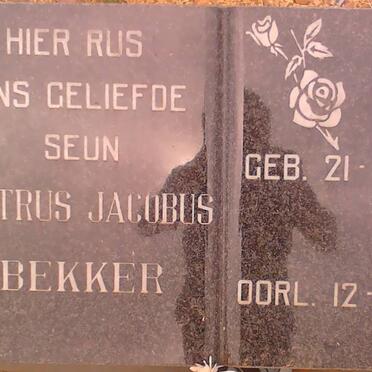 HIER RUS
NS GELIEFDE
SEUN
TRUS JACOBUS
BEKKER
GEB. 21-
OORL. 12-